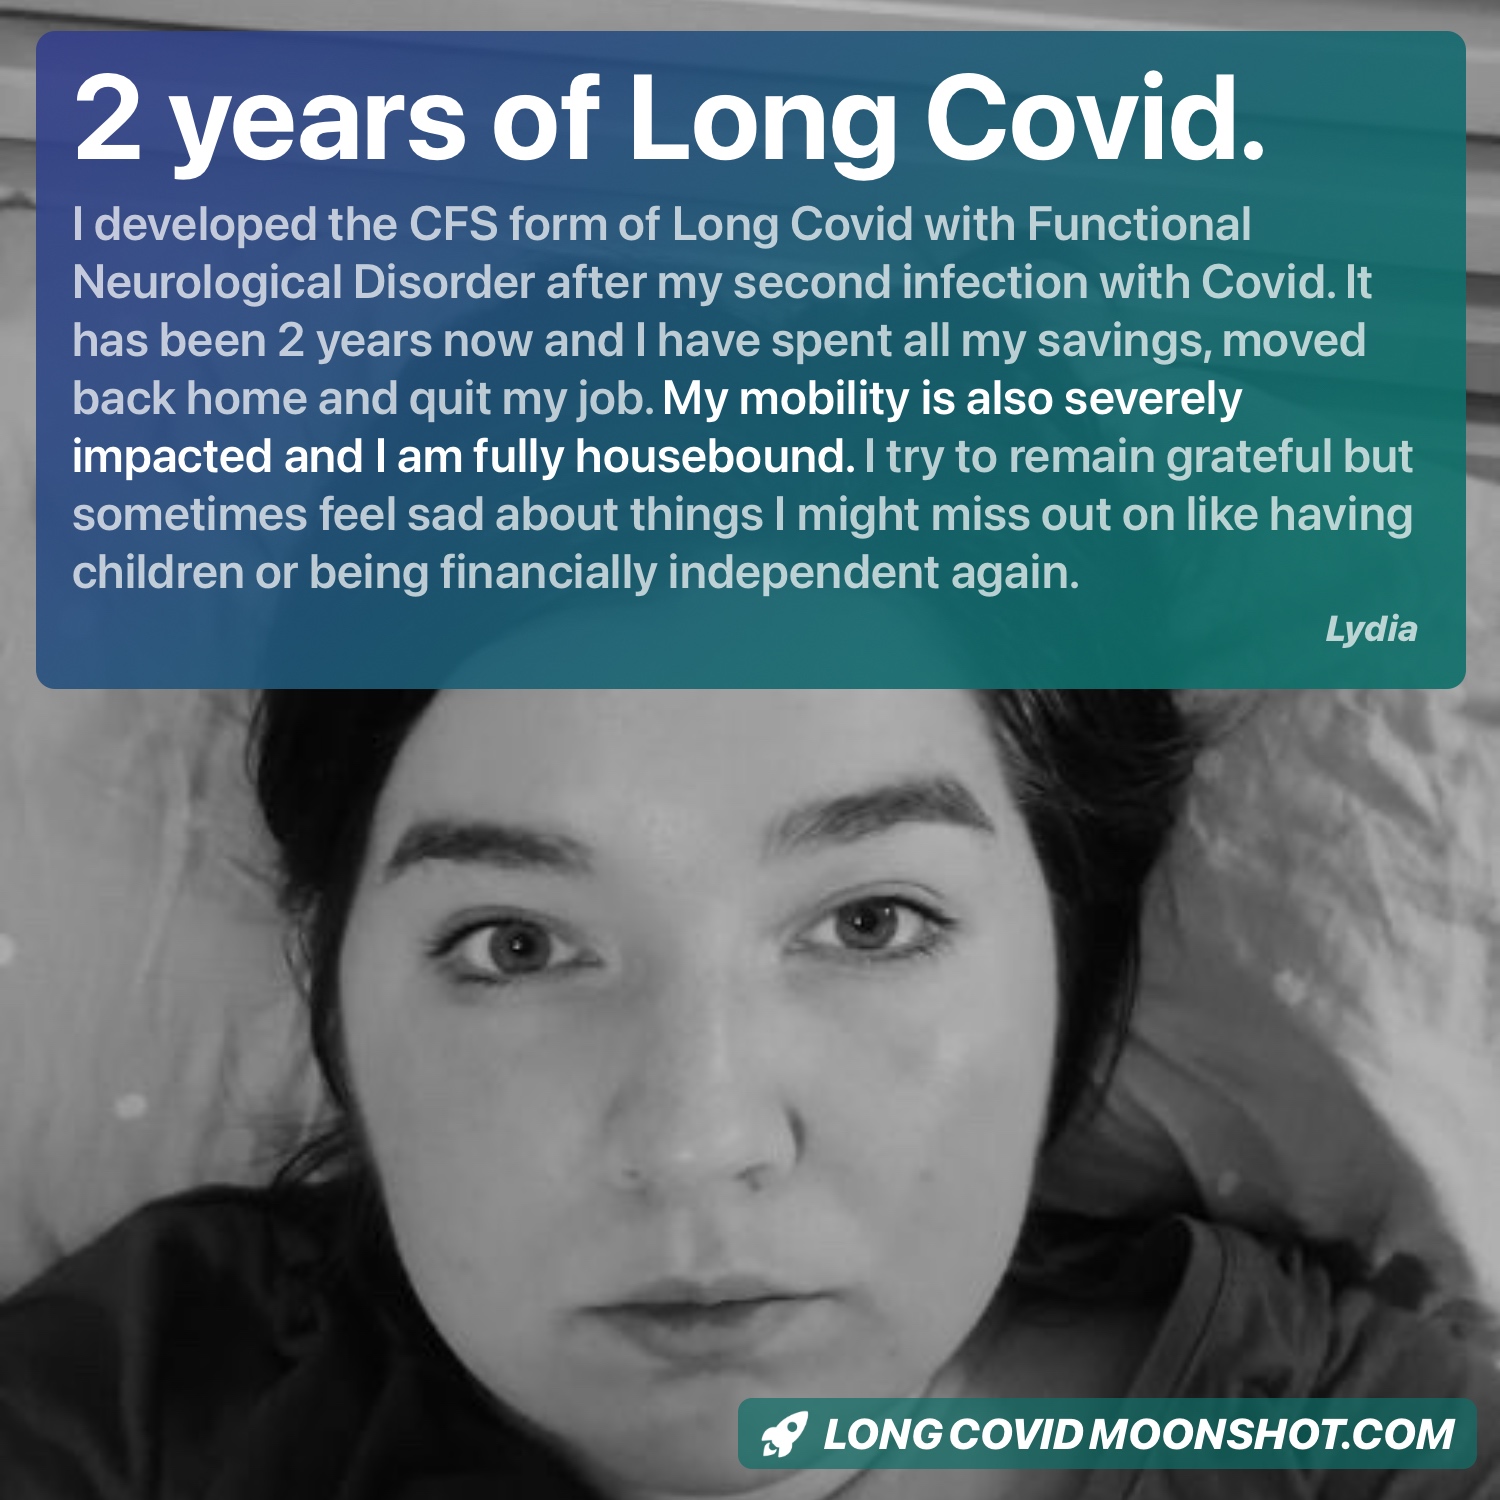 2 years of Long Covid.
I developed the CFS form of Long Covid with Functional
Neurological Disorder after my second infection with Covid. It
has been 2 years now and I have spent all my savings, moved
back home and quit my job. My mobility is also severely
impacted and I am fully housebound. I try to remain grateful but
sometimes feel sad about things I might miss out on like having
children or being financially independent again.
Lydia
LONG COVID MOONSHOT.COM